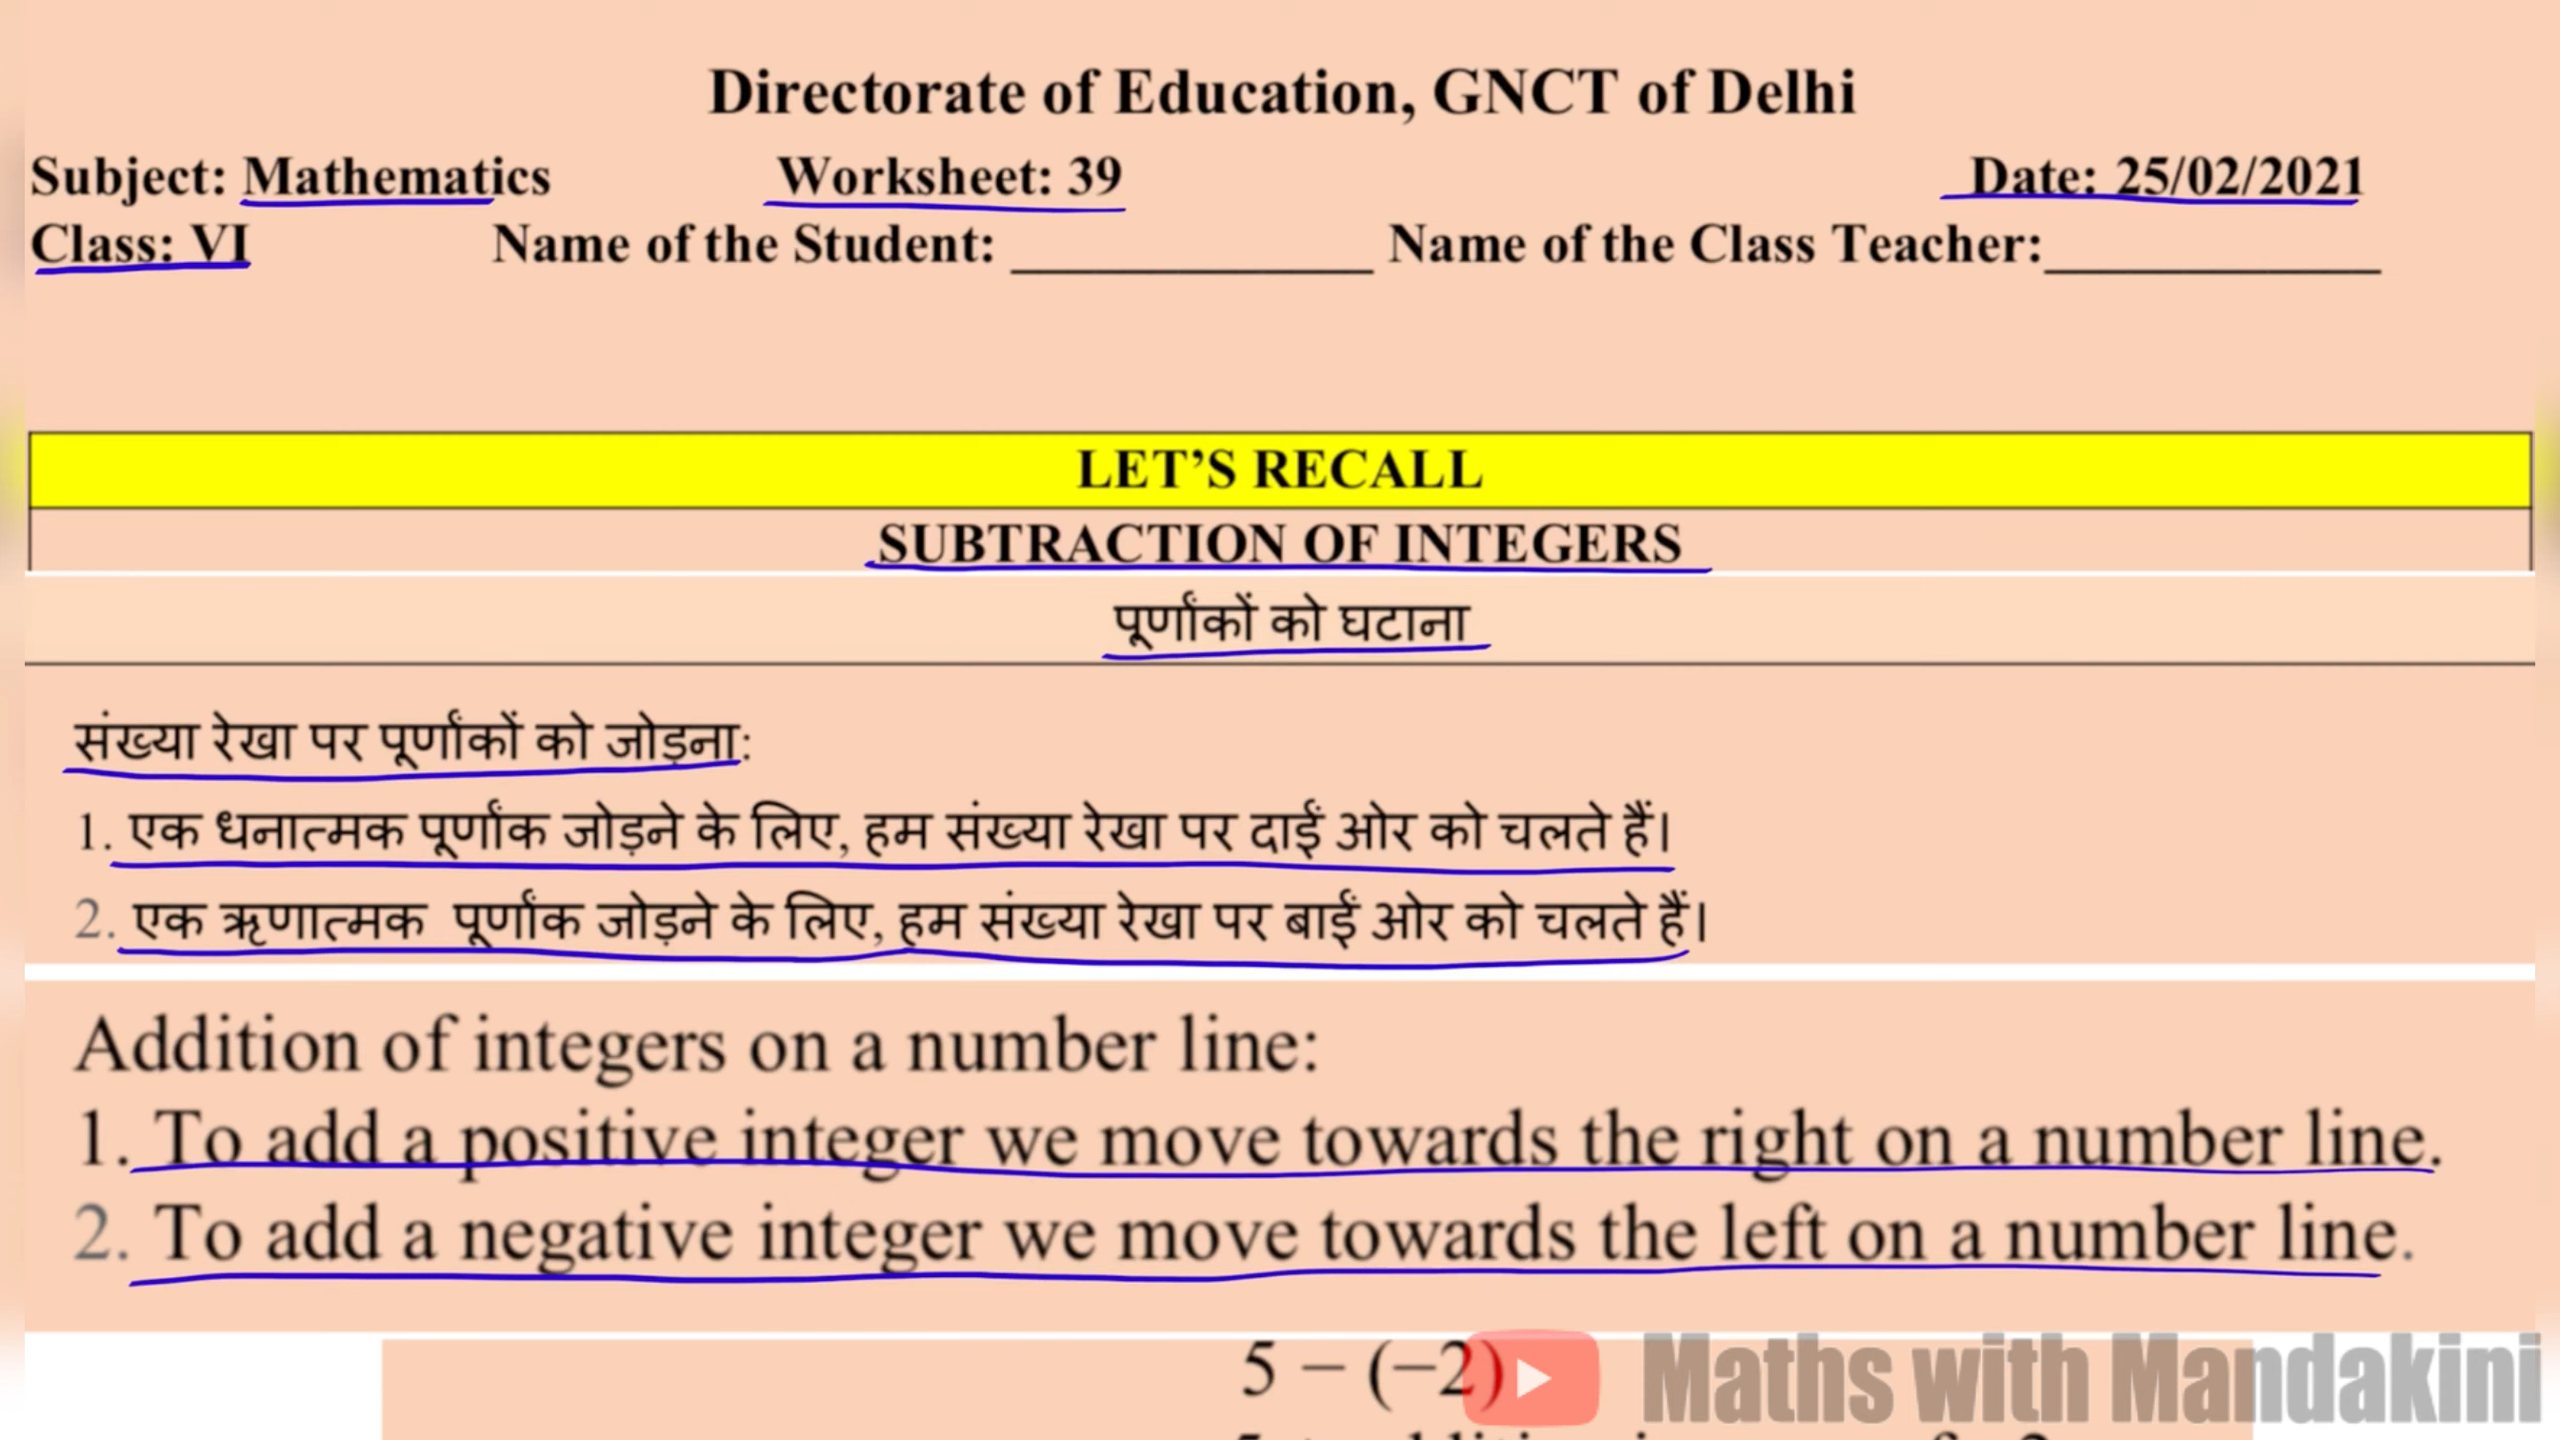 Directorate of Education, GNCT of Delhi
Subject: Mathematics Worksheet: 39 Date: 25/02/2021
Class: VI Name of the Student: ____________ Name of the Class Teacher:___________
LET’S RECALL
SUBTRACTION OF INTEGERS
पूर्णांकों को घटाना
संख्या रेखा पर पूर्णांकों को जोड़ना:
1. एक धनात्मक पूर्णांक जोड़ने के लिए, हम संख्या रेखा पर दाईं ओर को चलते हैं।
2. एक ऋणात्मक पूर्णांक जोड़ने के लिए, हम संख्या रेखा पर बाईं ओर को चलते हैं।
Addition of integers on a number line:
1. To add a positive integer we move towards the right on a number line.
2. To add a negative integer we move towards the left on a number line.
5 − (−2)
Maths with Mandakini